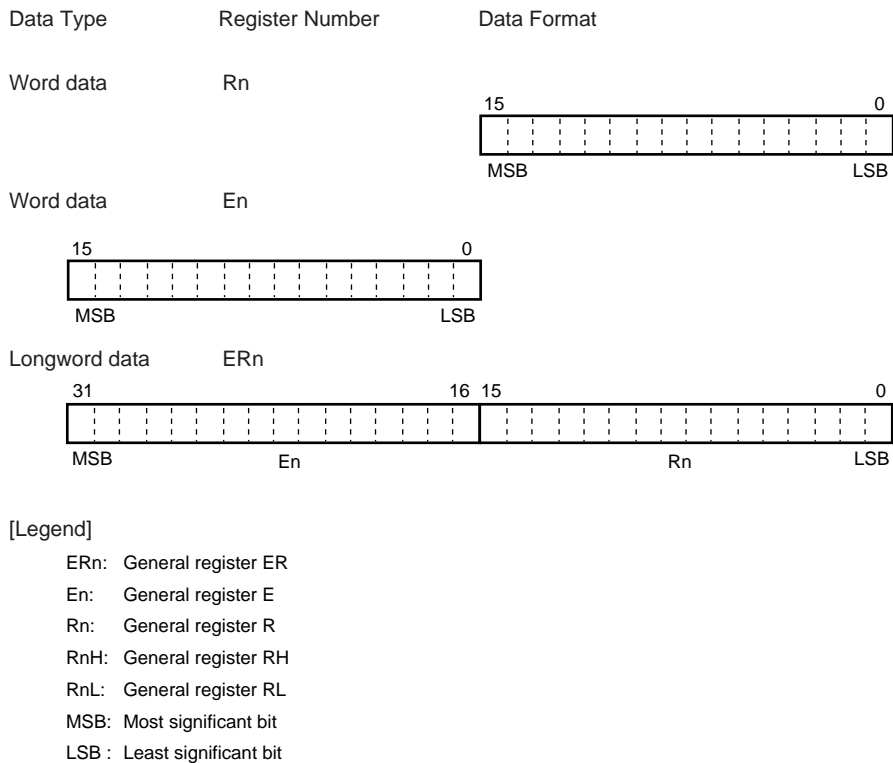 Data Type Register Number Data Format
Word data Rn
15 0
MSB LSB
Word data En
15 0
MSB LSB
Longword data ERn
31 16 15 0
MSB En Rn LSB
[Legend]
ERn: General register ER
En: General register E
Rn: General register R
RnH: General register RH
RnL: General register RL
MSB: Most significant bit
LSB : Least significant bit